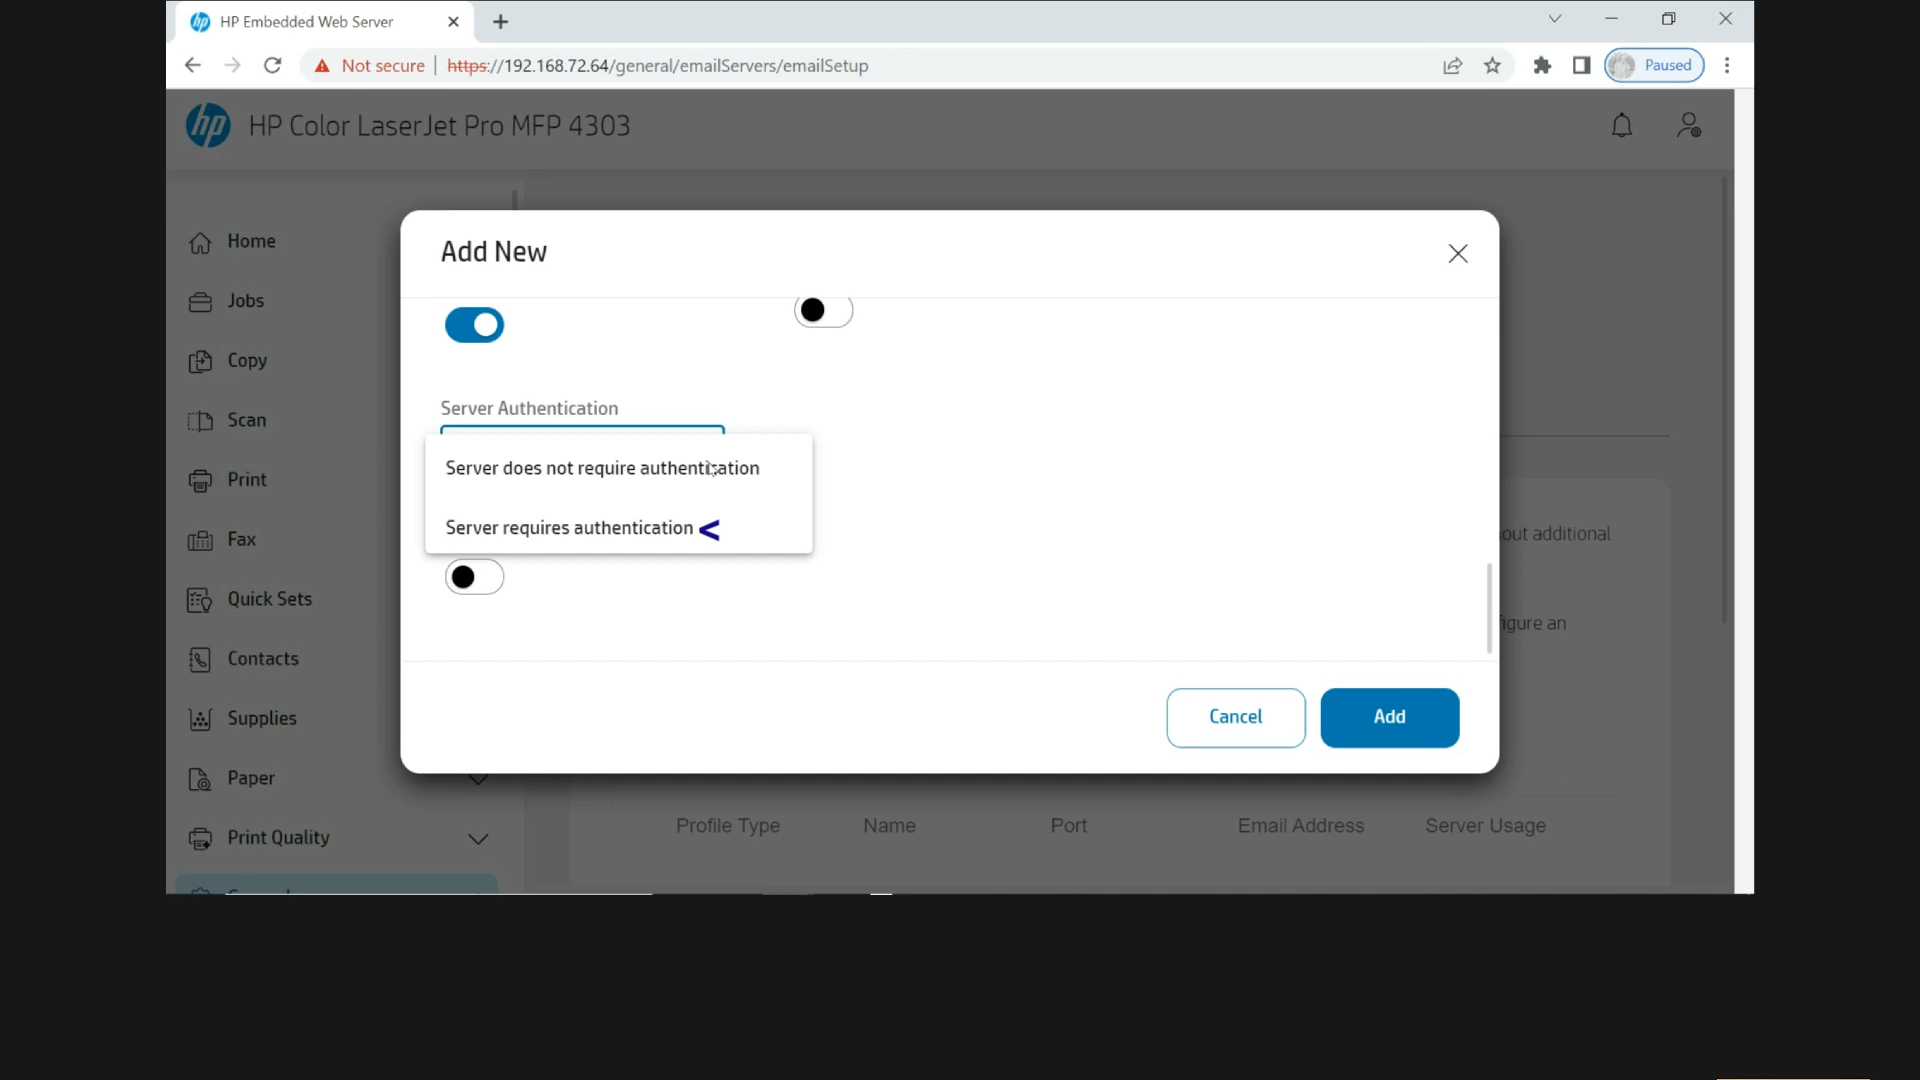 HP Embedded Web Server
Not secure | https://192.168.72.64/general/emailServers/emailSetup
Paused
hp HP Color LaserJet Pro MFP 4303
Home
Jobs
Copy
Scan
Print
Fax
Quick Sets
Contacts
Supplies
Paper
Print Quality
Add New
Server Authentication
Server does not require authentication
Server requires authentication <
Cancel
Add
out additional
figure an
Profile Type Name Port Email Address Server Usage